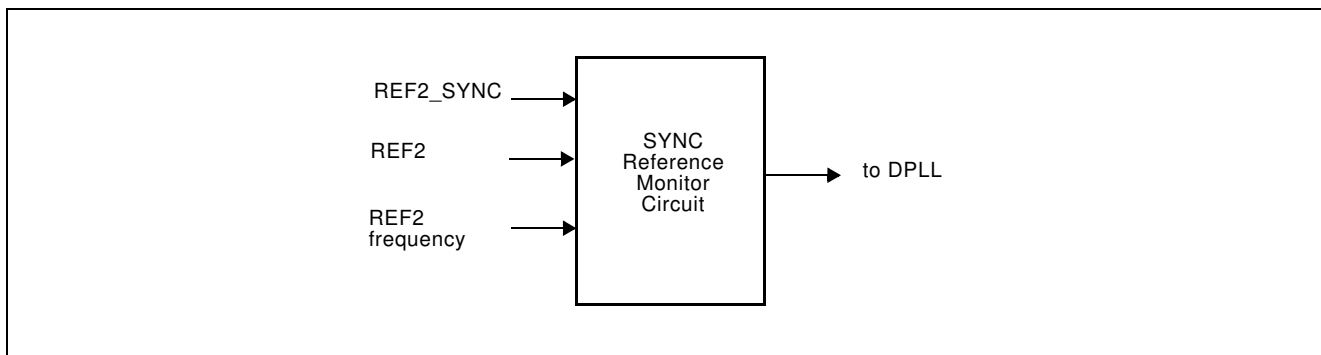 REF2_SYNC
REF2
REF2
frequency
SYNC
Reference
Monitor
Circuit
to DPLL